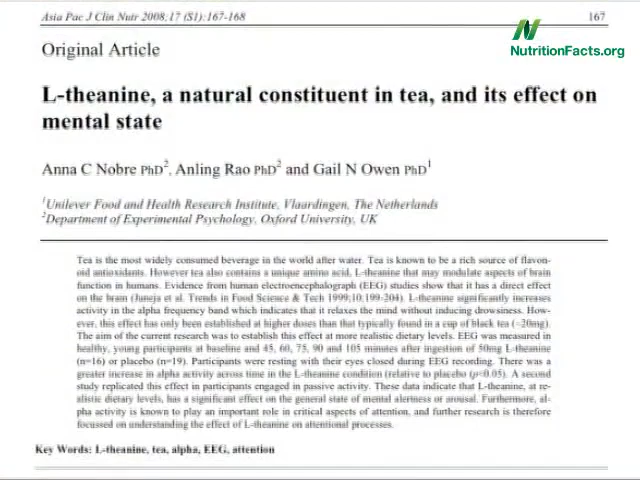 Asia Pac J Clin Nutr 2008;17 (S1):167-168
167
NutritionFacts.org
Original Article
L-theanine, a natural constituent in tea, and its effect on
mental state
Anna C Nobre PhD2, Anling Rao PhD2 and Gail N Owen PhD1
1Unilever Food and Health Research Institute, Vlaardingen, The Netherlands
2Department of Experimental Psychology, Oxford University, UK
Tea is the most widely consumed beverage in the world after water. Tea is known to be a rich source of flavon-
oid antioxidants. However tea also contains a unique amino acid, L-theanine that may modulate aspects of brain
function in humans. Evidence from human electroencephalograph (EEG) studies show that it has a direct effect
on the brain (Juneja et al. Trends in Food Science & Tech 1999;10;199-204). L-theanine significantly increases
activity in the alpha frequency band which indicates that it relaxes the mind without inducing drowsiness. How-
ever, this effect has only been established at higher doses than that typically found in a cup of black tea (~20mg).
The aim of the current research was to establish this effect at more realistic dietary levels. EEG was measured in
healthy, young participants at baseline and 45, 60, 75, 90 and 105 minutes after ingestion of 50mg L-theanine
(n=16) or placebo (n=19). Participants were resting with their eyes closed during EEG recording. There was a
greater increase in alpha activity across time in the L-theanine condition (relative to placebo (p<0.05). A second
study replicated this effect in participants engaged in passive activity. These data indicate that L-theanine, at re-
alistic dietary levels, has a significant effect on the general state of mental alertness or arousal. Furthermore, al-
pha activity is known to play an important role in critical aspects of attention, and further research is therefore
focussed on understanding the effect of L-theanine on attentional processes.
Key Words: L-theanine, tea, alpha, EEG, attention